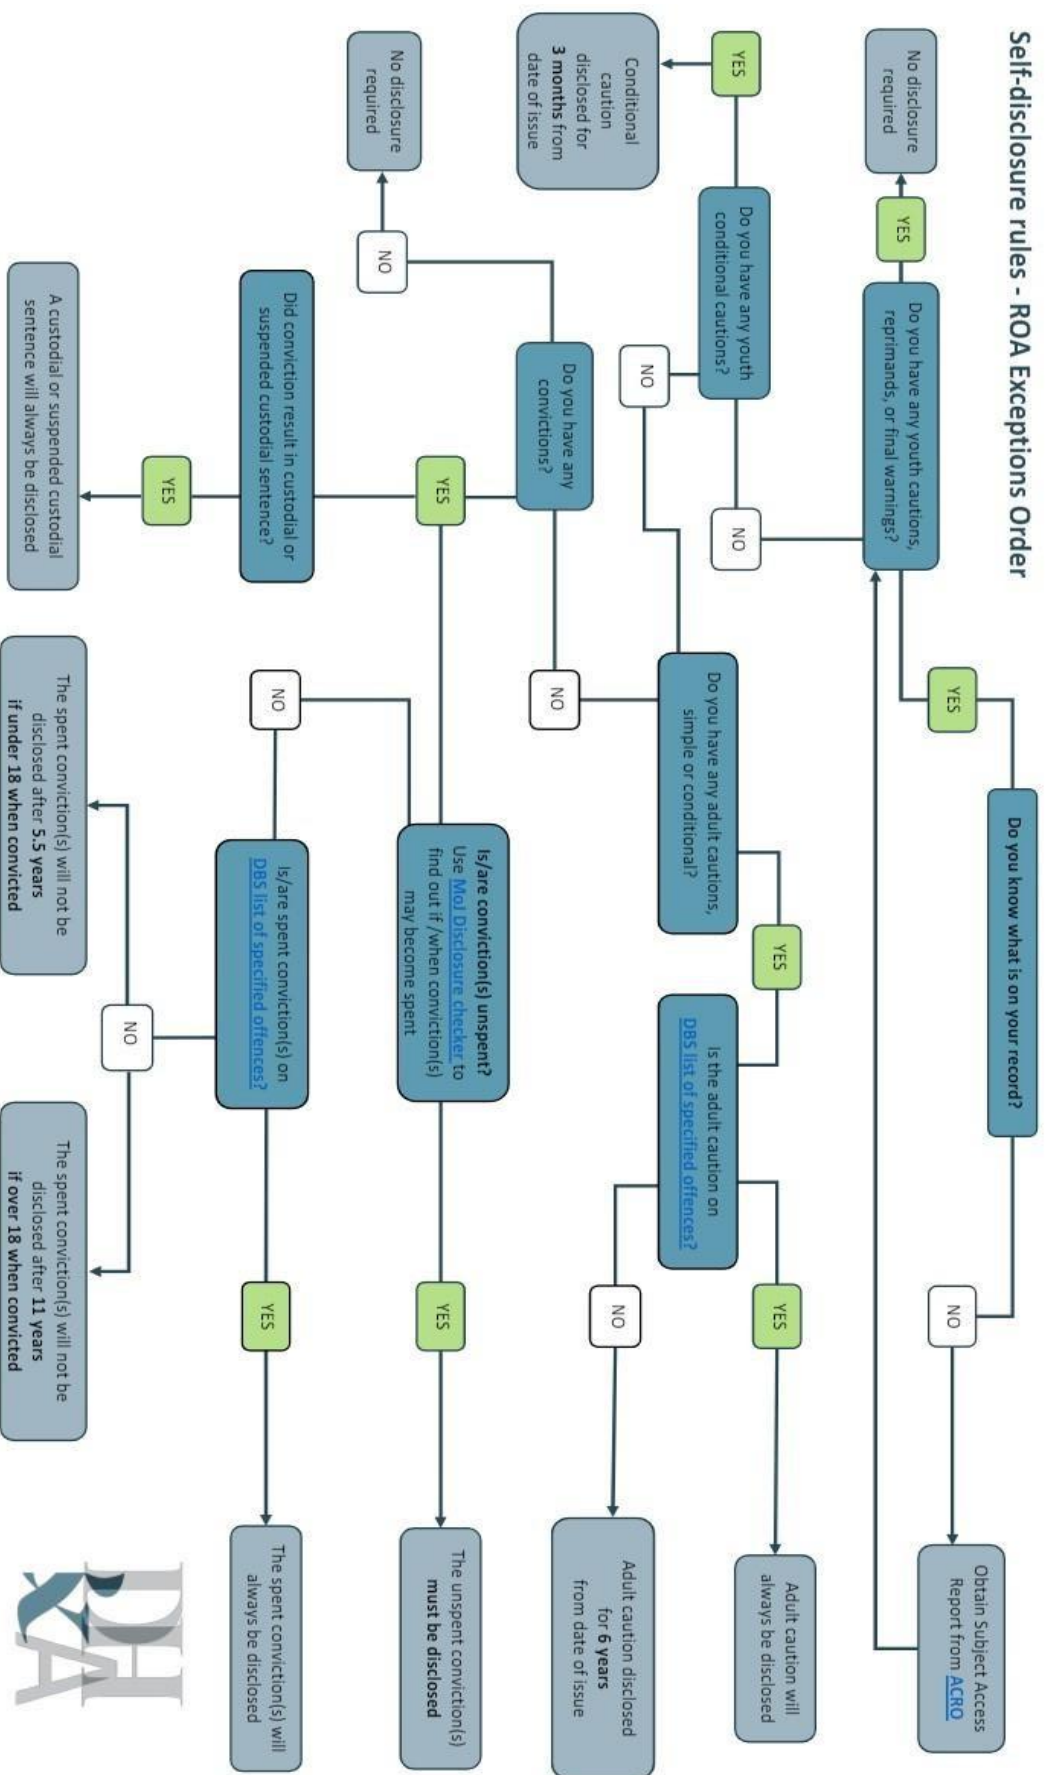 Self-disclosure rules - ROA Exceptions Order
Do you know what is on your record?
YES
NO
Obtain Subject Access
Report from ACRO
Do you have any youth cautions,
reprimands, or final warnings?
YES
No disclosure
required
NO
Do you have any youth
conditional cautions?
YES
Conditional
caution
disclosed for
3 months from
date of issue
NO
Do you have any adult cautions,
simple or conditional?
YES
Is the adult caution on
DBS list of specified offences?
YES
Adult caution will
always be disclosed
NO
Adult caution disclosed
for 6 years
from date of issue
NO
Do you have any
convictions?
NO
No disclosure
required
YES
Is/are conviction(s) unspent?
Use MoJ Disclosure checker to
find out if /when conviction(s)
may become spent
YES
The unspent conviction(s)
must be disclosed
Did conviction result in custodial or
suspended custodial sentence?
YES
A custodial or suspended custodial
sentence will always be disclosed
NO
Is/are spent conviction(s) on
DBS list of specified offences?
YES
The spent conviction(s) will
always be disclosed
NO
The spent conviction(s) will not be
disclosed after 5.5 years
if under 18 when convicted
The spent conviction(s) will not be
disclosed after 11 years
if over 18 when convicted